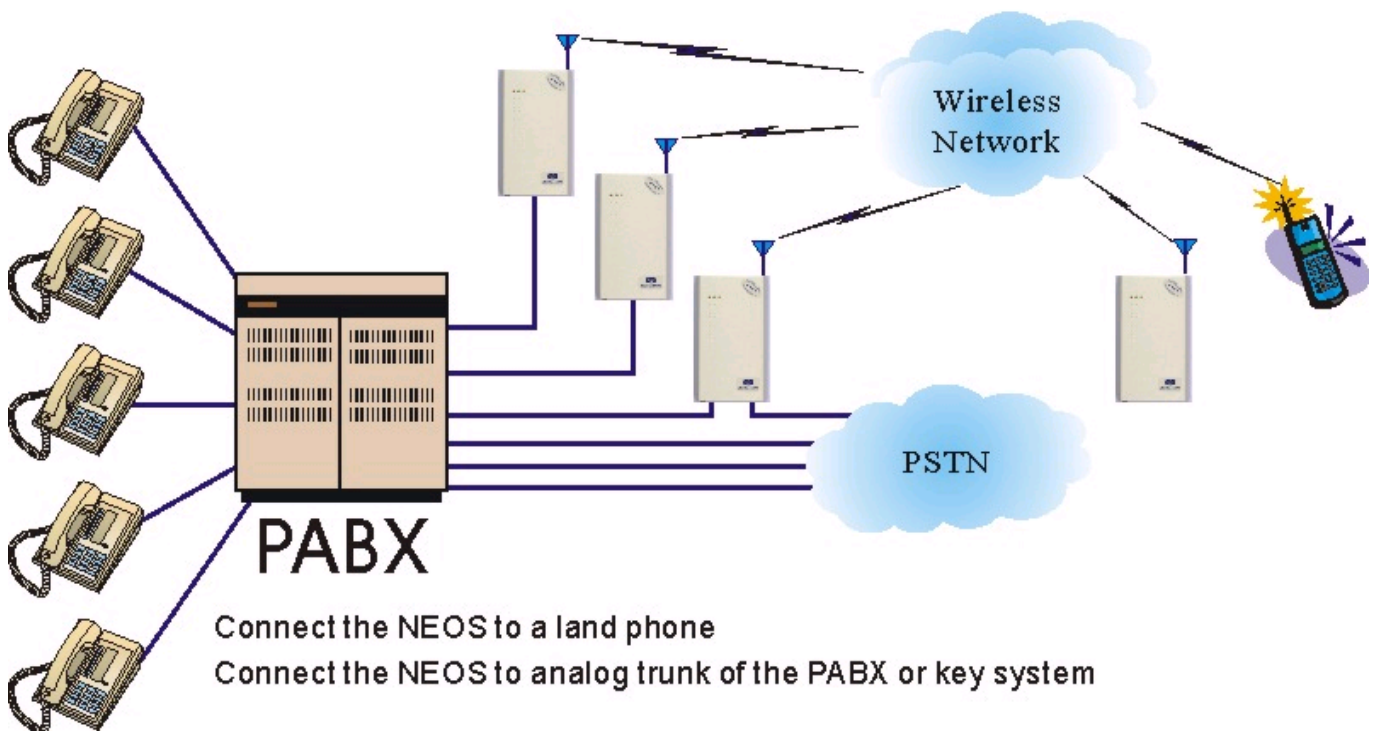 Wireless
Network
PSTN
PABX
Connect the NEOS to a land phone
Connect the NEOS to analog trunk of the PABX or key system